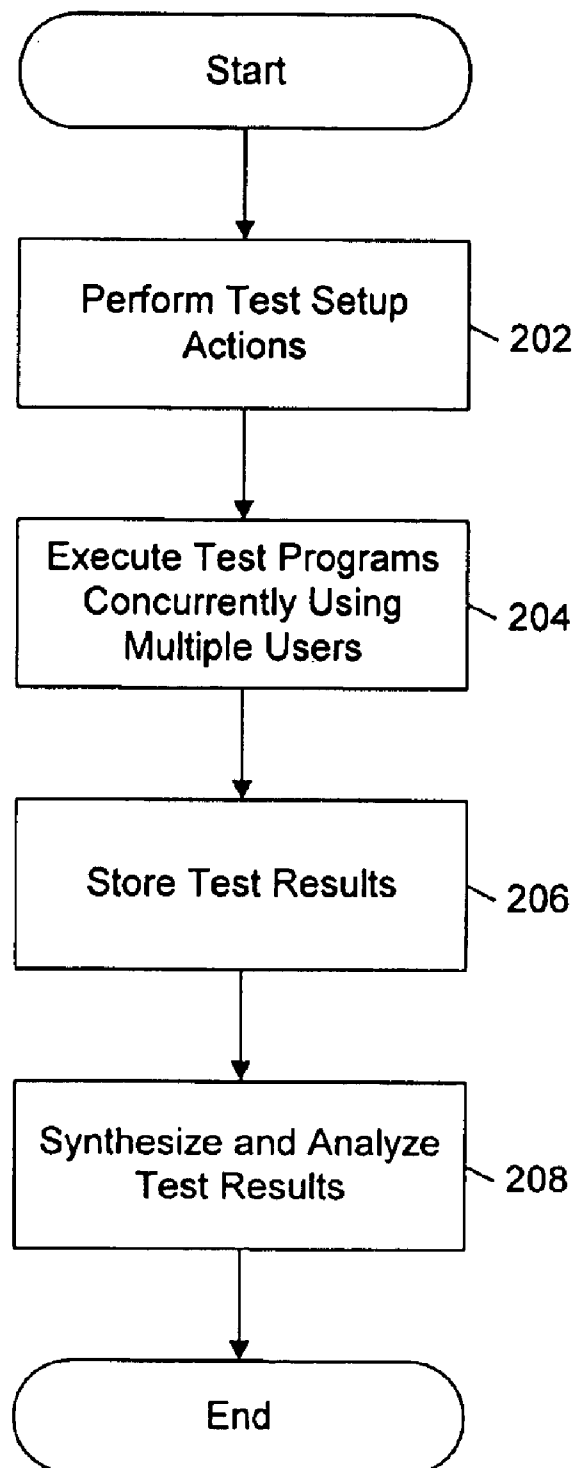 Start
Perform Test Setup
Actions
202
Execute Test Programs
Concurrently Using
Multiple Users
204
Store Test Results
206
Synthesize and Analyze
Test Results
208
End